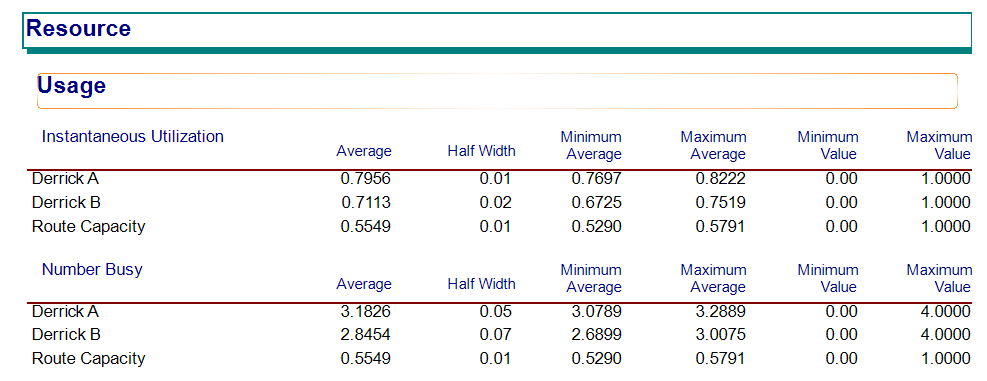 Resource
Usage
Instantaneous Utilization Average Half Width Minimum Average Maximum Average Minimum Value Maximum Value
Derrick A 0.7956 0.01 0.7697 0.8222 0.00 1.0000
Derrick B 0.7113 0.02 0.6725 0.7519 0.00 1.0000
Route Capacity 0.5549 0.01 0.5290 0.5791 0.00 1.0000
Number Busy Average Half Width Minimum Average Maximum Average Minimum Value Maximum Value
Derrick A 3.1826 0.05 3.0789 3.2889 0.00 4.0000
Derrick B 2.8454 0.07 2.6899 3.0075 0.00 4.0000
Route Capacity 0.5549 0.01 0.5290 0.5791 0.00 1.0000